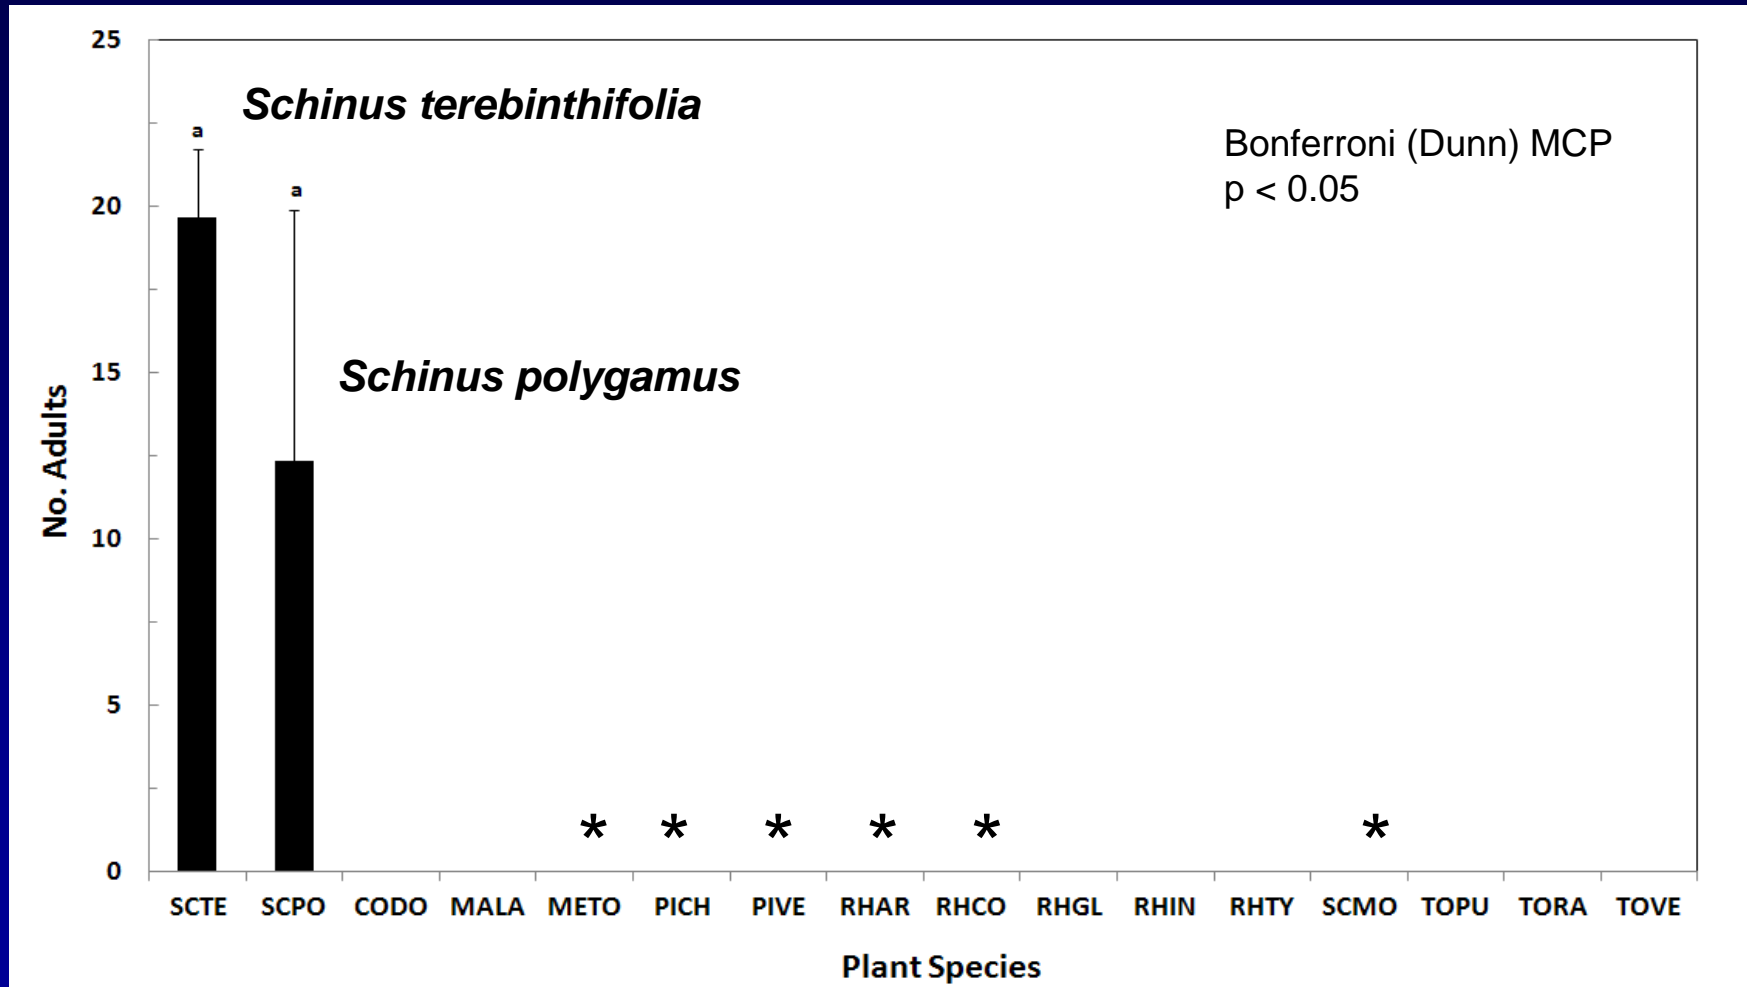 25
Schinus terebinthifolia
a
Bonferroni (Dunn) MCP
p < 0.05
20
a
15
Schinus polygamus
No. Adults
10
5
* * * * * *
0
SCTE SCPO CODO MALA METO PICH PIVE RHAR RHCO RHGL RHIN RHTY SCMO TOPU TORA TOVE
Plant Species